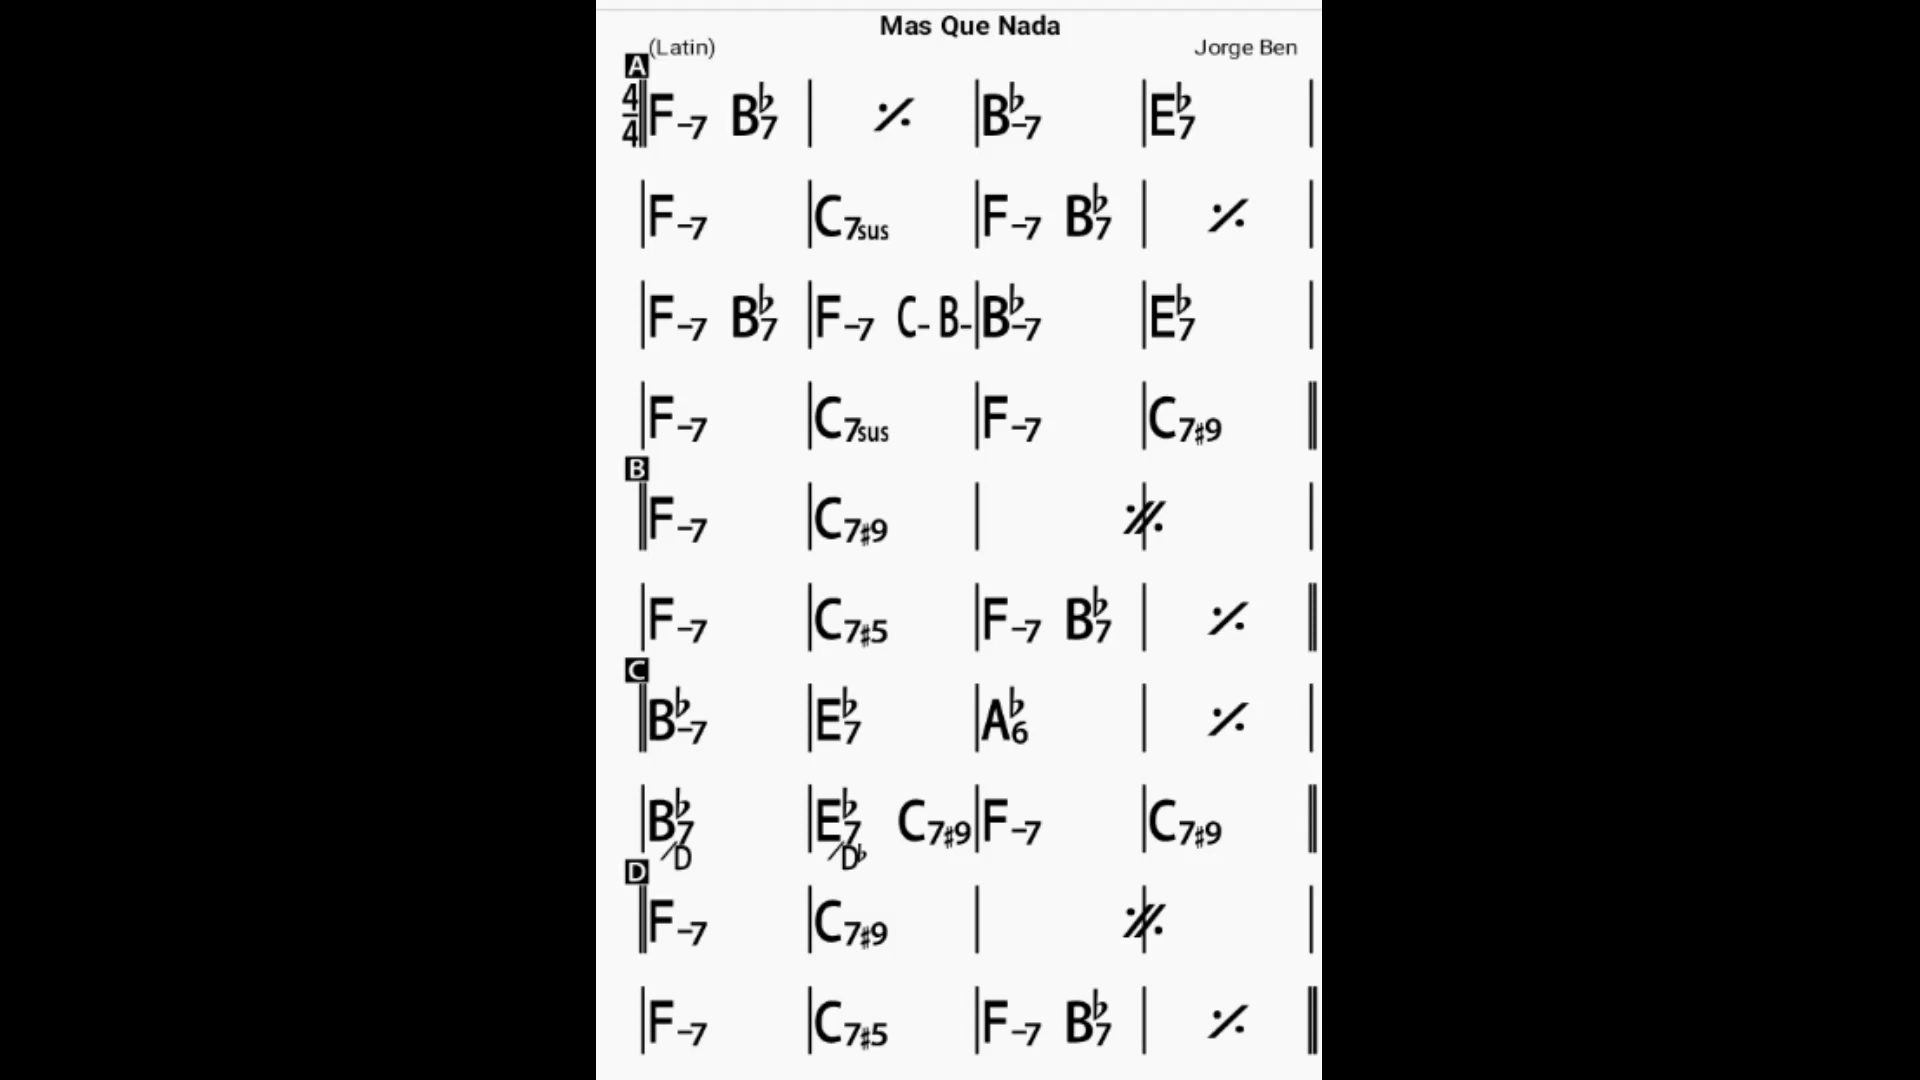 Mas Que Nada
(Latin) Jorge Ben
A
4/4 F-7 B♭7 | 𝄎 | B♭-7 | E♭7 |
| F-7 | C7sus | F-7 B♭7 | 𝄎 |
| F-7 B♭7 | F-7 C- B- | B♭-7 | E♭7 |
| F-7 | C7sus | F-7 | C7♯9 ||
B
|| F-7 | C7♯9 | 𝄏 |
| F-7 | C7♯5 | F-7 B♭7 | 𝄎 ||
C
|| B♭-7 | E♭7 | A♭6 | 𝄎 |
| B♭7/D | E♭7/D♭ C7♯9 | F-7 | C7♯9 ||
D
|| F-7 | C7♯9 | 𝄏 |
| F-7 | C7♯5 | F-7 B♭7 | 𝄎 ||